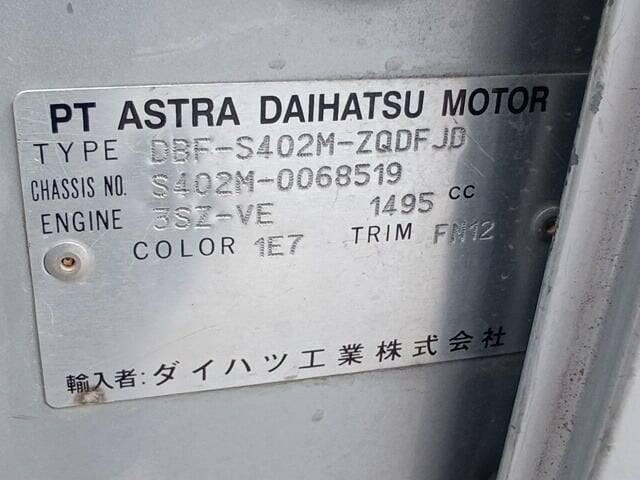 PT ASTRA DAIHATSU MOTOR
TYPE DBF-S402M-ZQDFJD
CHASSIS NO. S402M-0068519
ENGINE 3SZ-VE 1495 CC
COLOR 1E7 TRIM FM12
輸入者: ダイハツ工業株式会社